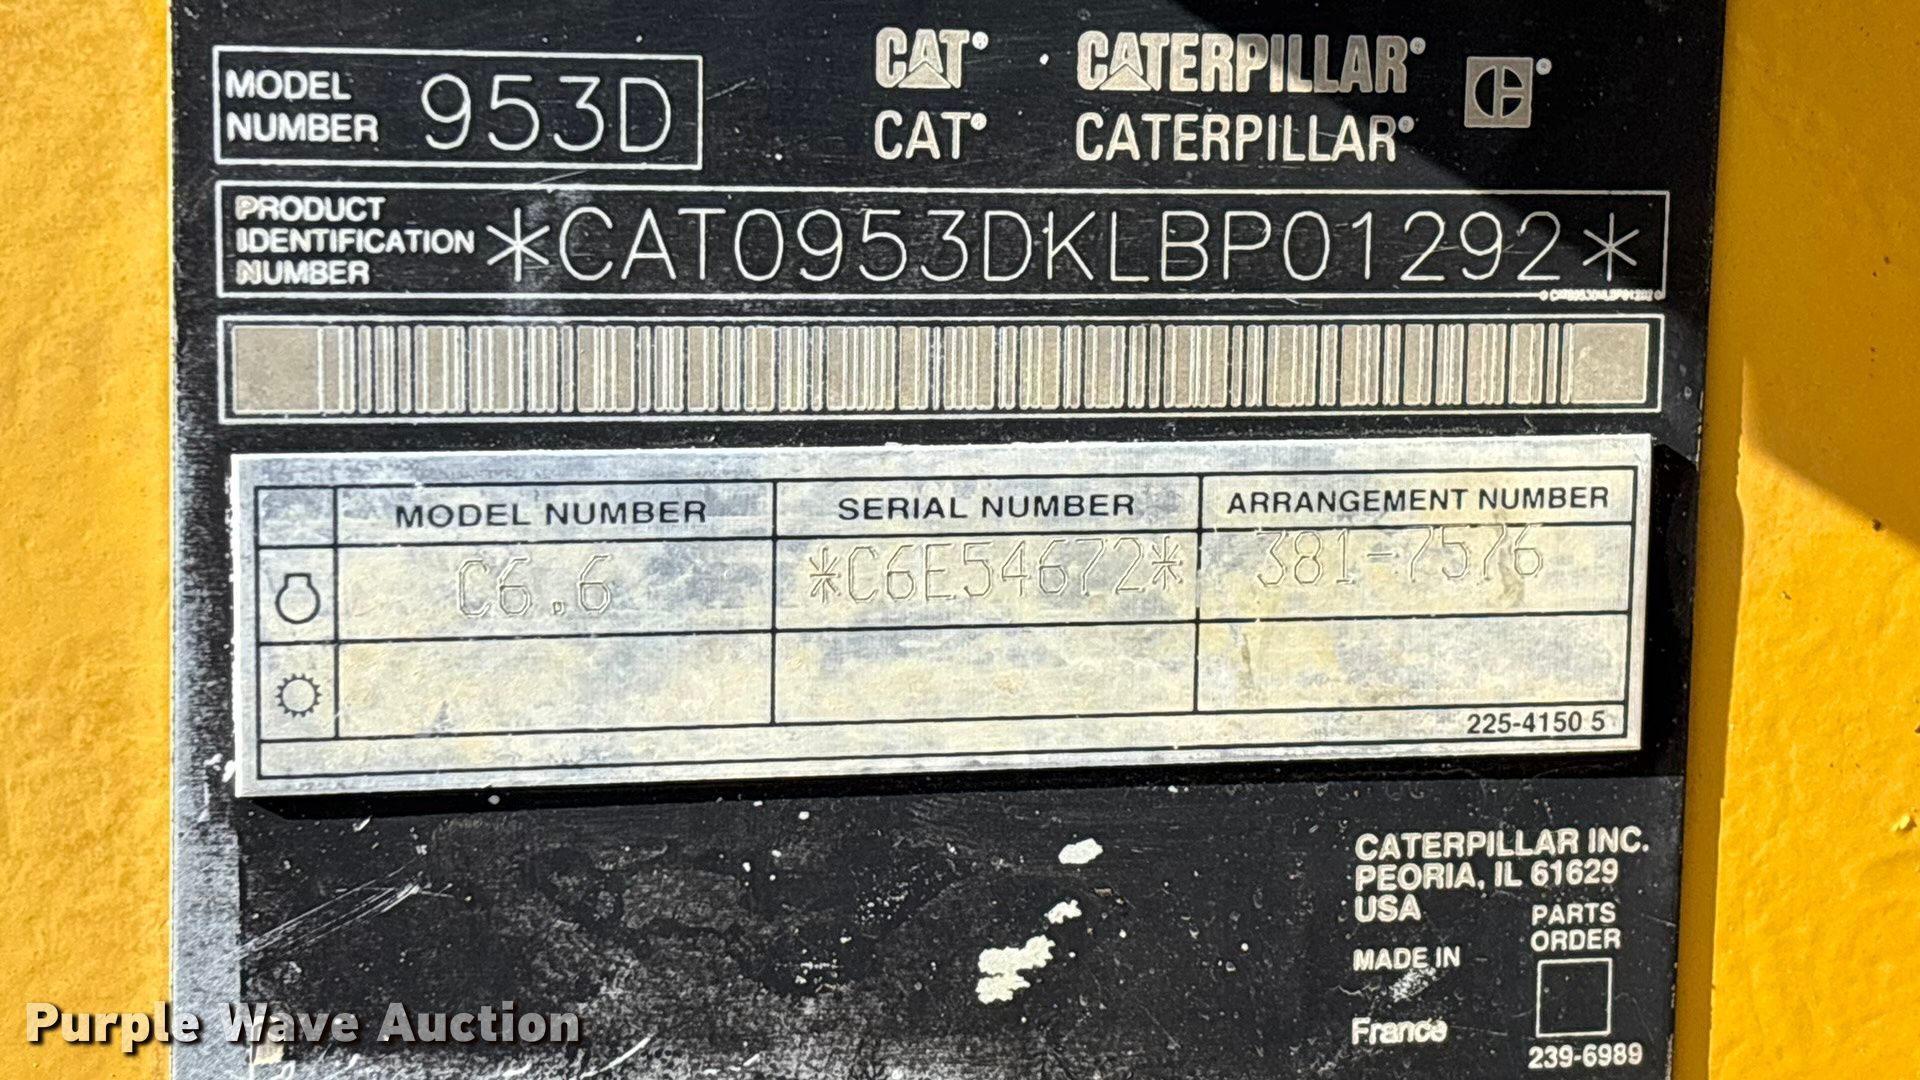 MODEL NUMBER 953D
CAT® · CATERPILLAR®
CAT® CATERPILLAR®
PRODUCT IDENTIFICATION NUMBER *CAT0953DKLBP01292*
MODEL NUMBER SERIAL NUMBER ARRANGEMENT NUMBER
C6.6 *C6E54672* 381-7576
225-4150 5
CATERPILLAR INC.
PEORIA, IL 61629
USA
PARTS
ORDER
MADE IN
France
239-6989
Purple Wave Auction